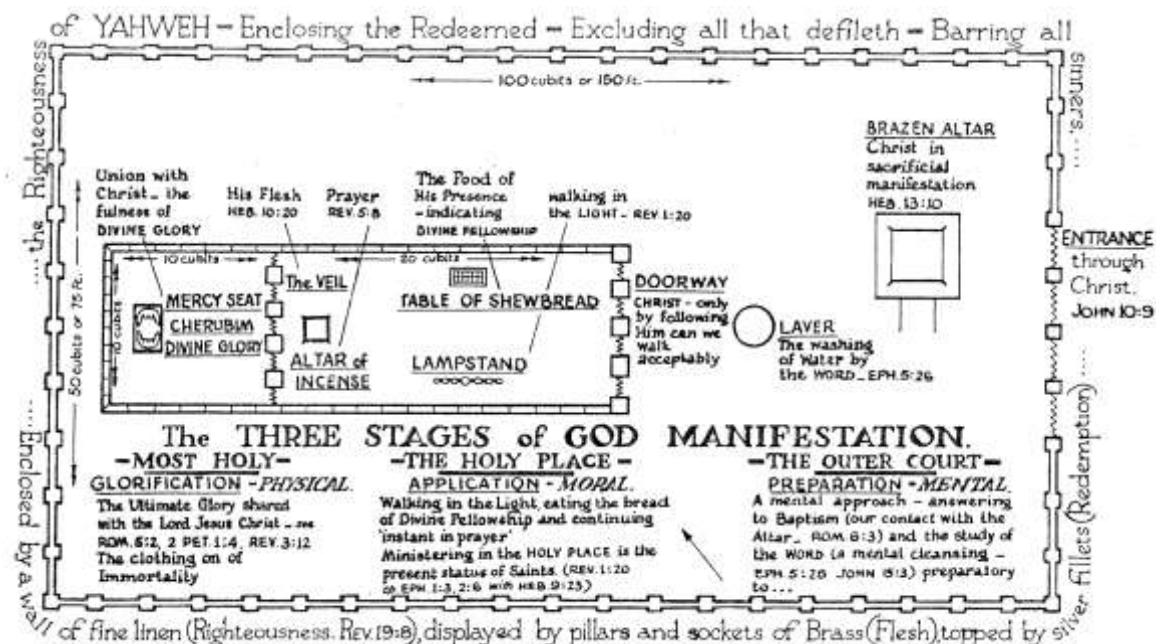 of YAHWEH – Enclosing the Redeemed – Excluding all that defileth – Barring all
sinners.....
100 cubits or 150 ft.
BRAZEN ALTAR
Christ in
sacrificial
manifestation
HEB. 13:10
Union with
Christ – the
fulness of
DIVINE GLORY
His Flesh
HEB. 10:20
Prayer
REV. 5:8
The Food of
His Presence
– indicating
DIVINE FELLOWSHIP
walking in
the LIGHT – REV. 1:20
ENTRANCE
through
Christ.
JOHN 10:9
10 cubits
20 cubits
10 cubits
50 cubits or 75 Ft.
The VEIL
MERCY SEAT
CHERUBIM
DIVINE GLORY
ALTAR of
INCENSE
TABLE OF SHEWBREAD
LAMPSTAND
DOORWAY
CHRIST – only
by following
Him can we
walk
acceptably
LAVER
The washing
of Water by
the WORD – EPH. 5:26
The THREE STAGES of GOD MANIFESTATION.
– MOST HOLY –
GLORIFICATION – PHYSICAL.
The Ultimate Glory shared
with the Lord Jesus Christ – see
2 PET. 1:4, REV. 3:12
The clothing on of
Immortality
– THE HOLY PLACE –
APPLICATION – MORAL.
Walking in the Light, eating the bread
of Divine Fellowship and continuing
'instant in prayer'
Ministering in the HOLY PLACE is the
present status of Saints. (REV. 1:20
EPH. 1:3, 2:6 with HEB. 9:23)
– THE OUTER COURT –
PREPARATION – MENTAL.
A mental approach – answering
to Baptism (our contact with the
Altar – ROM. 6:3) and the study of
the WORD (a mental cleansing –
EPH. 5:26 JOHN 15:3) preparatory
to ...
..... Enclosed by a wall of fine linen (Righteousness. REV. 19:8), displayed by pillars and sockets of Brass (Flesh), topped by silver fillets (Redemption) .....
..... the Righteousness